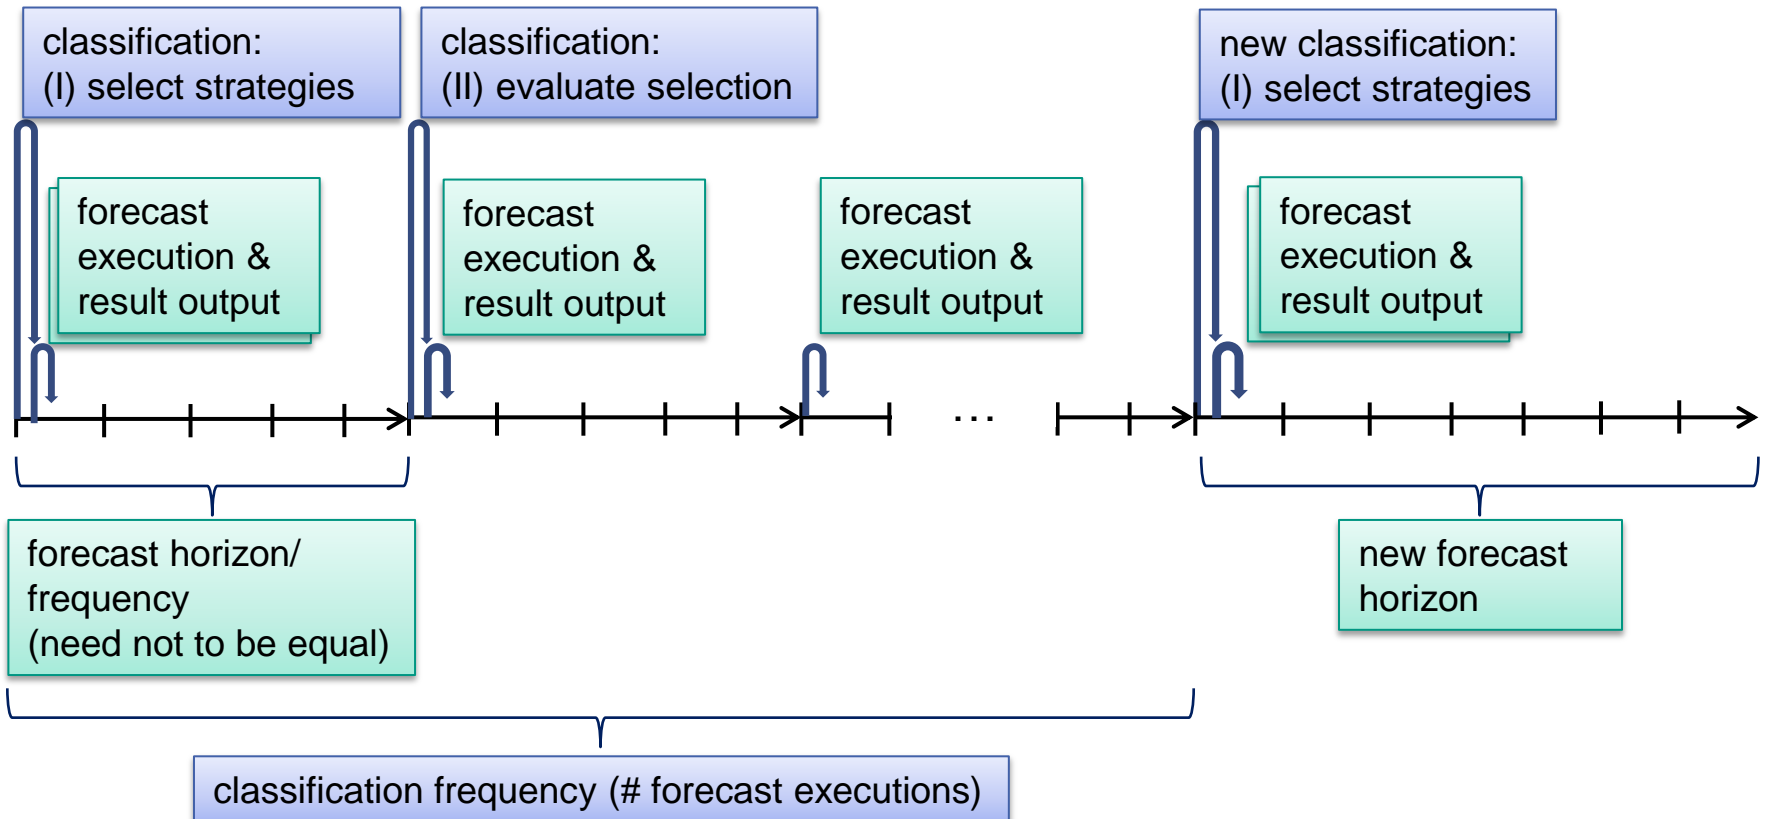 classification:
(I) select strategies
classification:
(II) evaluate selection
new classification:
(I) select strategies
forecast
execution &
result output
forecast
execution &
result output
forecast
execution &
result output
forecast
execution &
result output
...
forecast horizon/
frequency
(need not to be equal)
new forecast
horizon
classification frequency (# forecast executions)